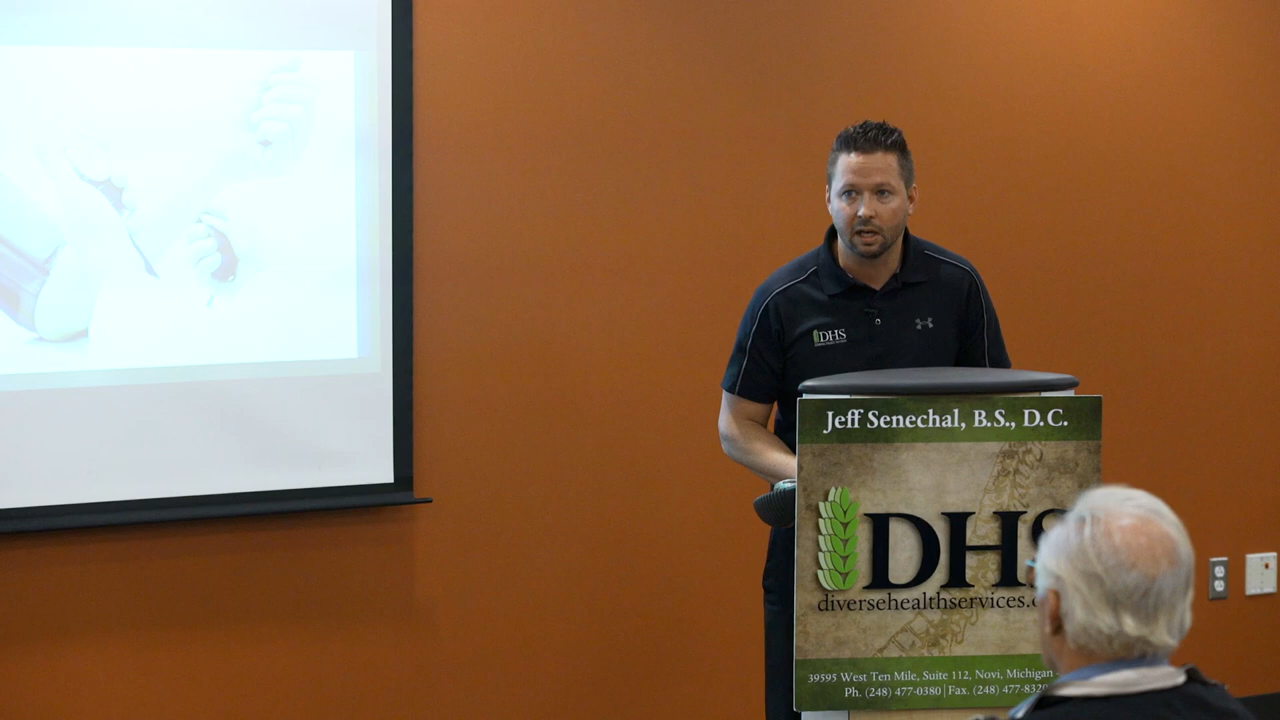 DHS
Jeff Senechal, B.S., D.C.
DHS
diversehealthservices.
39595 West Ten Mile, Suite 112, Novi, Michigan
Ph. (248) 477-0380 | Fax. (248) 477-8320